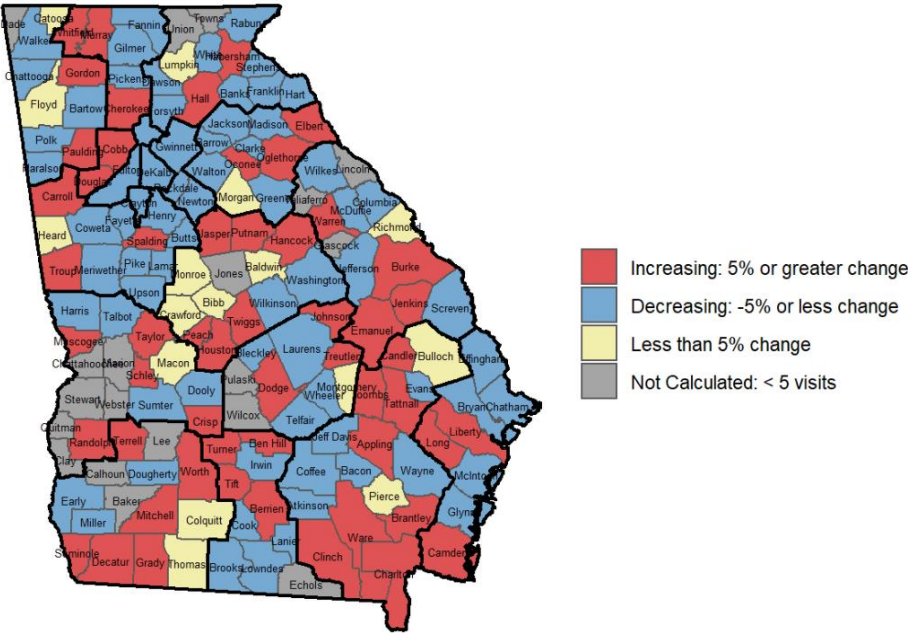 Dade
Catoosa
Whitfield
Murray
Fannin
Towns
Union
Rabun
Walker
Gilmer
White
Habersham
Stephens
Lumpkin
Chattooga
Gordon
Pickens
Dawson
Banks
Franklin
Hart
Hall
Floyd
Bartow
Cherokee
Forsyth
Jackson
Madison
Elbert
Polk
Paulding
Cobb
Gwinnett
Barrow
Clarke
Oconee
Oglethorpe
Wilkes
Lincoln
Haralson
Douglas
Fulton
DeKalb
Walton
Rockdale
Newton
Morgan
Greene
Taliaferro
Columbia
McDuffie
Carroll
Clayton
Henry
Fayette
Warren
Richmond
Heard
Coweta
Spalding
Butts
Jasper
Putnam
Hancock
Glascock
Troup
Meriwether
Pike
Lamar
Monroe
Jones
Baldwin
Jefferson
Burke
Upson
Bibb
Washington
Crawford
Wilkinson
Jenkins
Screven
Harris
Talbot
Twiggs
Johnson
Emanuel
Muscogee
Taylor
Peach
Houston
Bleckley
Laurens
Treutlen
Candler
Bulloch
Effingham
Chattahoochee
Marion
Schley
Macon
Dooly
Pulaski
Dodge
Montgomery
Wheeler
Toombs
Evans
Tattnall
Bryan
Chatham
Stewart
Webster
Sumter
Wilcox
Telfair
Crisp
Quitman
Randolph
Terrell
Lee
Turner
Ben Hill
Jeff Davis
Appling
Long
Liberty
Clay
Calhoun
Dougherty
Worth
Irwin
Coffee
Bacon
Wayne
McIntosh
Tift
Early
Baker
Mitchell
Berrien
Atkinson
Pierce
Glynn
Miller
Colquitt
Cook
Ware
Brantley
Lanier
Clinch
Camden
Seminole
Decatur
Grady
Thomas
Brooks
Lowndes
Echols
Charlton
Increasing: 5% or greater change
Decreasing: -5% or less change
Less than 5% change
Not Calculated: < 5 visits